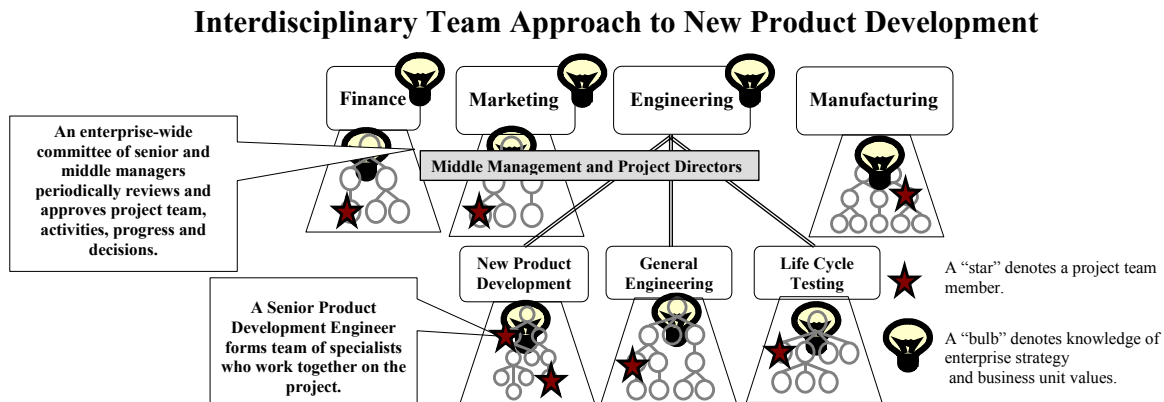 Interdisciplinary Team Approach to New Product Development
Finance
Marketing
Engineering
Manufacturing
An enterprise-wide
committee of senior and
middle managers
periodically reviews and
approves project team,
activities, progress and
decisions.
Middle Management and Project Directors
New Product
Development
General
Engineering
Life Cycle
Testing
A Senior Product
Development Engineer
forms team of specialists
who work together on the
project.
A “star” denotes a project team
member.
A “bulb” denotes knowledge of
enterprise strategy
and business unit values.